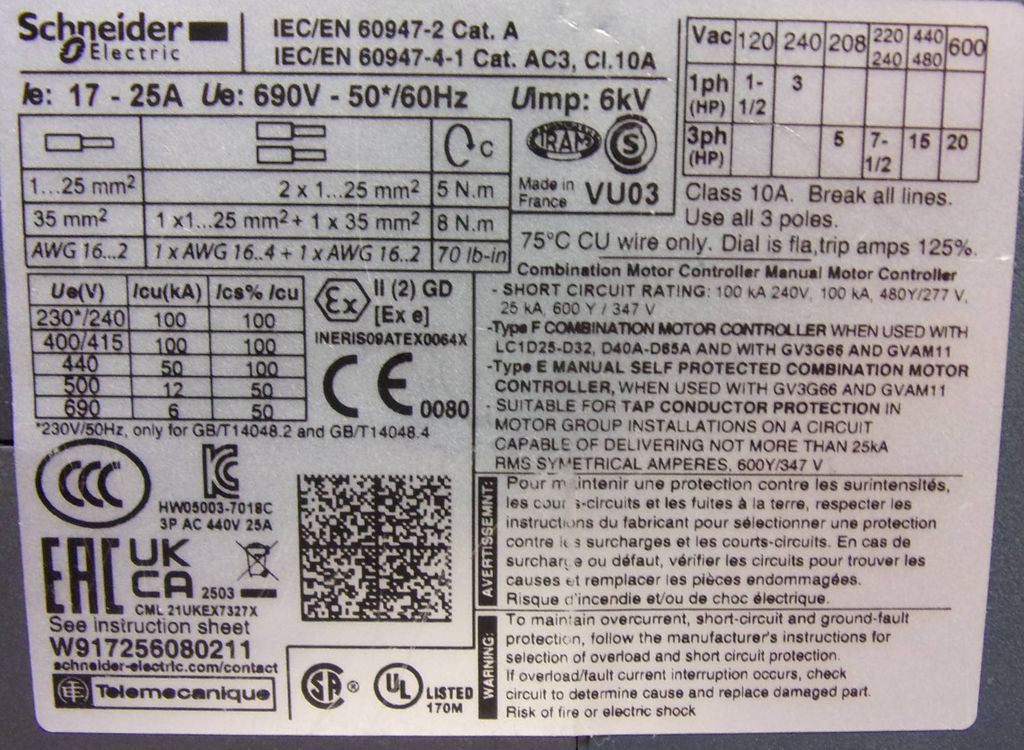 Schneider Electric
IEC/EN 60947-2 Cat. A
IEC/EN 60947-4-1 Cat. AC3, Cl.10A
Ie: 17 - 25A Ue: 690V - 50*/60Hz Uimp: 6kV
Vac 120 240 208 220 240 440 480 600
1ph (HP) 1-1/2 3
3ph (HP) 5 7-1/2 15 20
C
1...25 mm² 2 x 1...25 mm² 5 N.m
35 mm² 1 x1...25 mm² + 1 x 35 mm² 8 N.m
AWG 16..2 1 x AWG 16..4 + 1 x AWG 16..2 70 lb-in
IRAM S
Made in France VU03
Class 10A. Break all lines.
Use all 3 poles.
75°C CU wire only. Dial is fla,trip amps 125%.
Ue(V) Icu(kA) Ics% Icu
230*/240 100 100
400/415 100 100
440 50 100
500 12 50
690 6 50
*230V/50Hz, only for GB/T14048.2 and GB/T14048.4
Ex II (2) GD
[Ex e]
INERIS09ATEX0064X
CE 0080
Combination Motor Controller Manual Motor Controller
- SHORT CIRCUIT RATING: 100 kA 240V, 100 kA, 480Y/277 V,
25 kA, 600 Y / 347 V
-Type F COMBINATION MOTOR CONTROLLER WHEN USED WITH
LC1D25-D32, D40A-D65A AND WITH GV3G66 AND GVAM11
-Type E MANUAL SELF PROTECTED COMBINATION MOTOR
CONTROLLER, WHEN USED WITH GV3G66 AND GVAM11
- SUITABLE FOR TAP CONDUCTOR PROTECTION IN
MOTOR GROUP INSTALLATIONS ON A CIRCUIT
CAPABLE OF DELIVERING NOT MORE THAN 25kA
RMS SYMETRICAL AMPERES, 600Y/347 V
CCC KC
HW05003-7018C
3P AC 440V 25A
EAC UK CA 2503
CML 21UKEX7327X
See instruction sheet
W917256080211
schneider-electric.com/contact
Telemecanique
SA ® UL LISTED
170M
AVERTISSEMENT:
Pour maintenir une protection contre les surintensités,
les courts-circuits et les fuites à la terre, respecter les
instructions du fabricant pour sélectionner une protection
contre les surcharges et les courts-circuits. En cas de
surcharge ou défaut, vérifier les circuits pour trouver les
causes et remplacer les pièces endommagées.
Risque d'incendie et/ou de choc électrique.
WARNING:
To maintain overcurrent, short-circuit and ground-fault
protection, follow the manufacturer's instructions for
selection of overload and short circuit protection.
If overload/fault current interruption occurs, check
circuit to determine cause and replace damaged part.
Risk of fire or electric shock